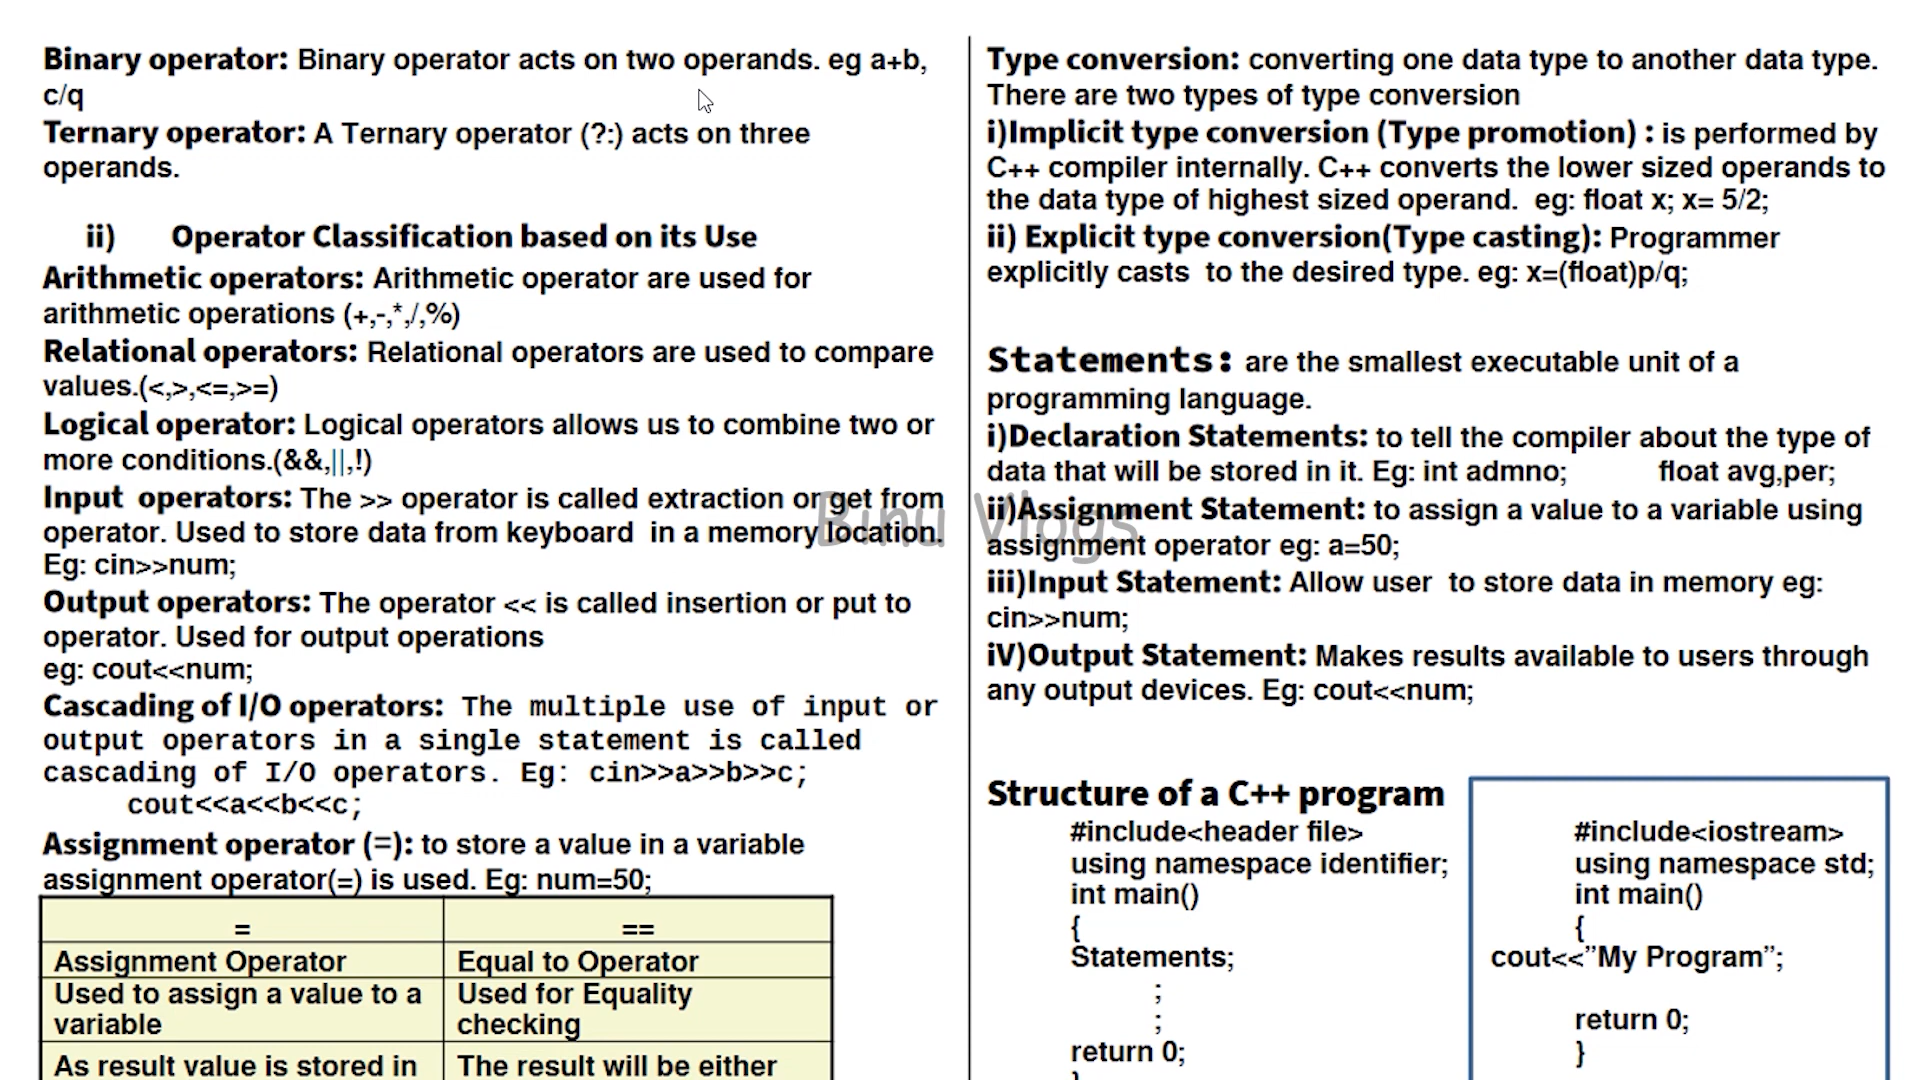 Binary operator: Binary operator acts on two operands. eg a+b,
c/q
Ternary operator: A Ternary operator (?:) acts on three
operands.
ii) Operator Classification based on its Use
Arithmetic operators: Arithmetic operator are used for
arithmetic operations (+,-,*,/,%)
Relational operators: Relational operators are used to compare
values.(<,>,<=,>=)
Logical operator: Logical operators allows us to combine two or
more conditions.(&&,||,!)
Input operators: The >> operator is called extraction or get from
operator. Used to store data from keyboard in a memory location.
Eg: cin>>num;
Output operators: The operator << is called insertion or put to
operator. Used for output operations
eg: cout<<num;
Cascading of I/O operators: The multiple use of input or
output operators in a single statement is called
cascading of I/O operators. Eg: cin>>a>>b>>c;
cout<<a<<b<<c;
Assignment operator (=): to store a value in a variable
assignment operator(=) is used. Eg: num=50;
= ==
Assignment Operator Equal to Operator
Used to assign a value to a Used for Equality
variable checking
As result value is stored in The result will be either
Type conversion: converting one data type to another data type.
There are two types of type conversion
i)Implicit type conversion (Type promotion) : is performed by
C++ compiler internally. C++ converts the lower sized operands to
the data type of highest sized operand. eg: float x; x= 5/2;
ii) Explicit type conversion(Type casting): Programmer
explicitly casts to the desired type. eg: x=(float)p/q;
Statements: are the smallest executable unit of a
programming language.
i)Declaration Statements: to tell the compiler about the type of
data that will be stored in it. Eg: int admno; float avg,per;
ii)Assignment Statement: to assign a value to a variable using
assignment operator eg: a=50;
iii)Input Statement: Allow user to store data in memory eg:
cin>>num;
iV)Output Statement: Makes results available to users through
any output devices. Eg: cout<<num;
Structure of a C++ program
#include<header file>
using namespace identifier;
int main()
{
Statements;
;
;
return 0;
}
#include<iostream>
using namespace std;
int main()
{
cout<<”My Program”;
return 0;
}
Binu Vlogs